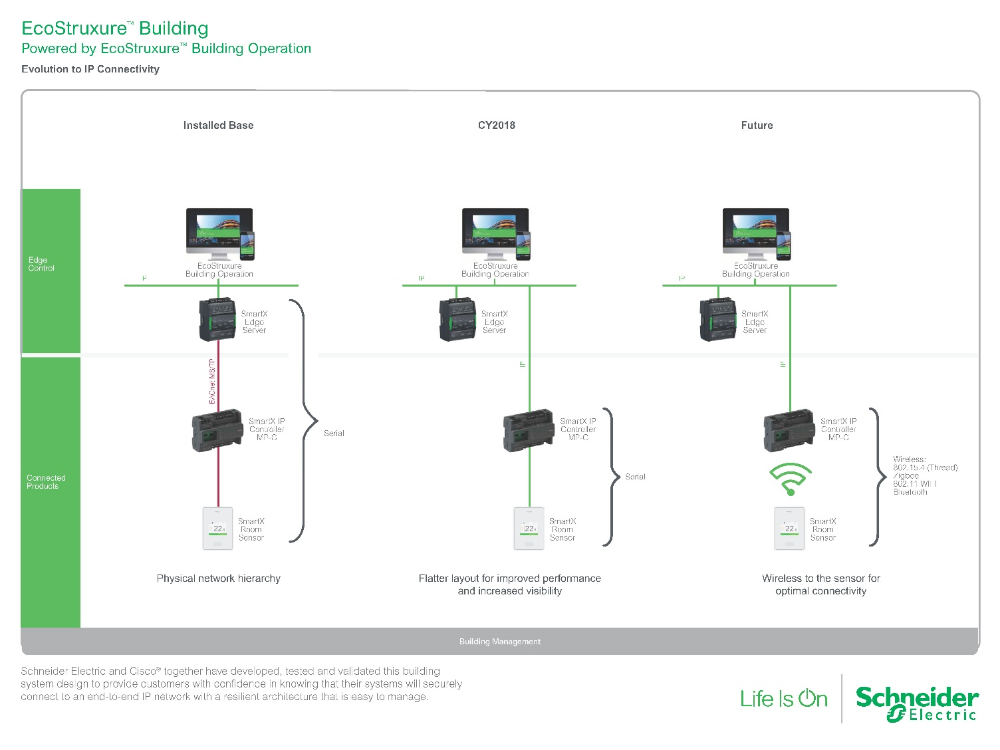 EcoStruxure™ Building
Powered by EcoStruxure™ Building Operation
Evolution to IP Connectivity
Installed Base
CY2018
Future
Edge
Control
EcoStruxure
Building Operation
IP
SmartX
Edge
Server
EcoStruxure
Building Operation
IP
SmartX
Edge
Server
EcoStruxure
Building Operation
IP
SmartX
Edge
Server
Connected
Products
BACnet MS/TP
SmartX IP
Controller
MP-C
Serial
SmartX
Room
Sensor
Physical network hierarchy
IP
SmartX IP
Controller
MP-C
Serial
22
SmartX
Room
Sensor
Flatter layout for improved performance
and increased visibility
IP
SmartX IP
Controller
MP-C
Wireless:
802.15.4 (Thread)
Zigbee
802.11 WIFI
Bluetooth
22
SmartX
Room
Sensor
Wireless to the sensor for
optimal connectivity
22
Building Management
Schneider Electric and Cisco® together have developed, tested and validated this building
system design to provide customers with confidence in knowing that their systems will securely
connect to an end-to-end IP network with a resilient architecture that is easy to manage.
Life Is On
Schneider
Electric